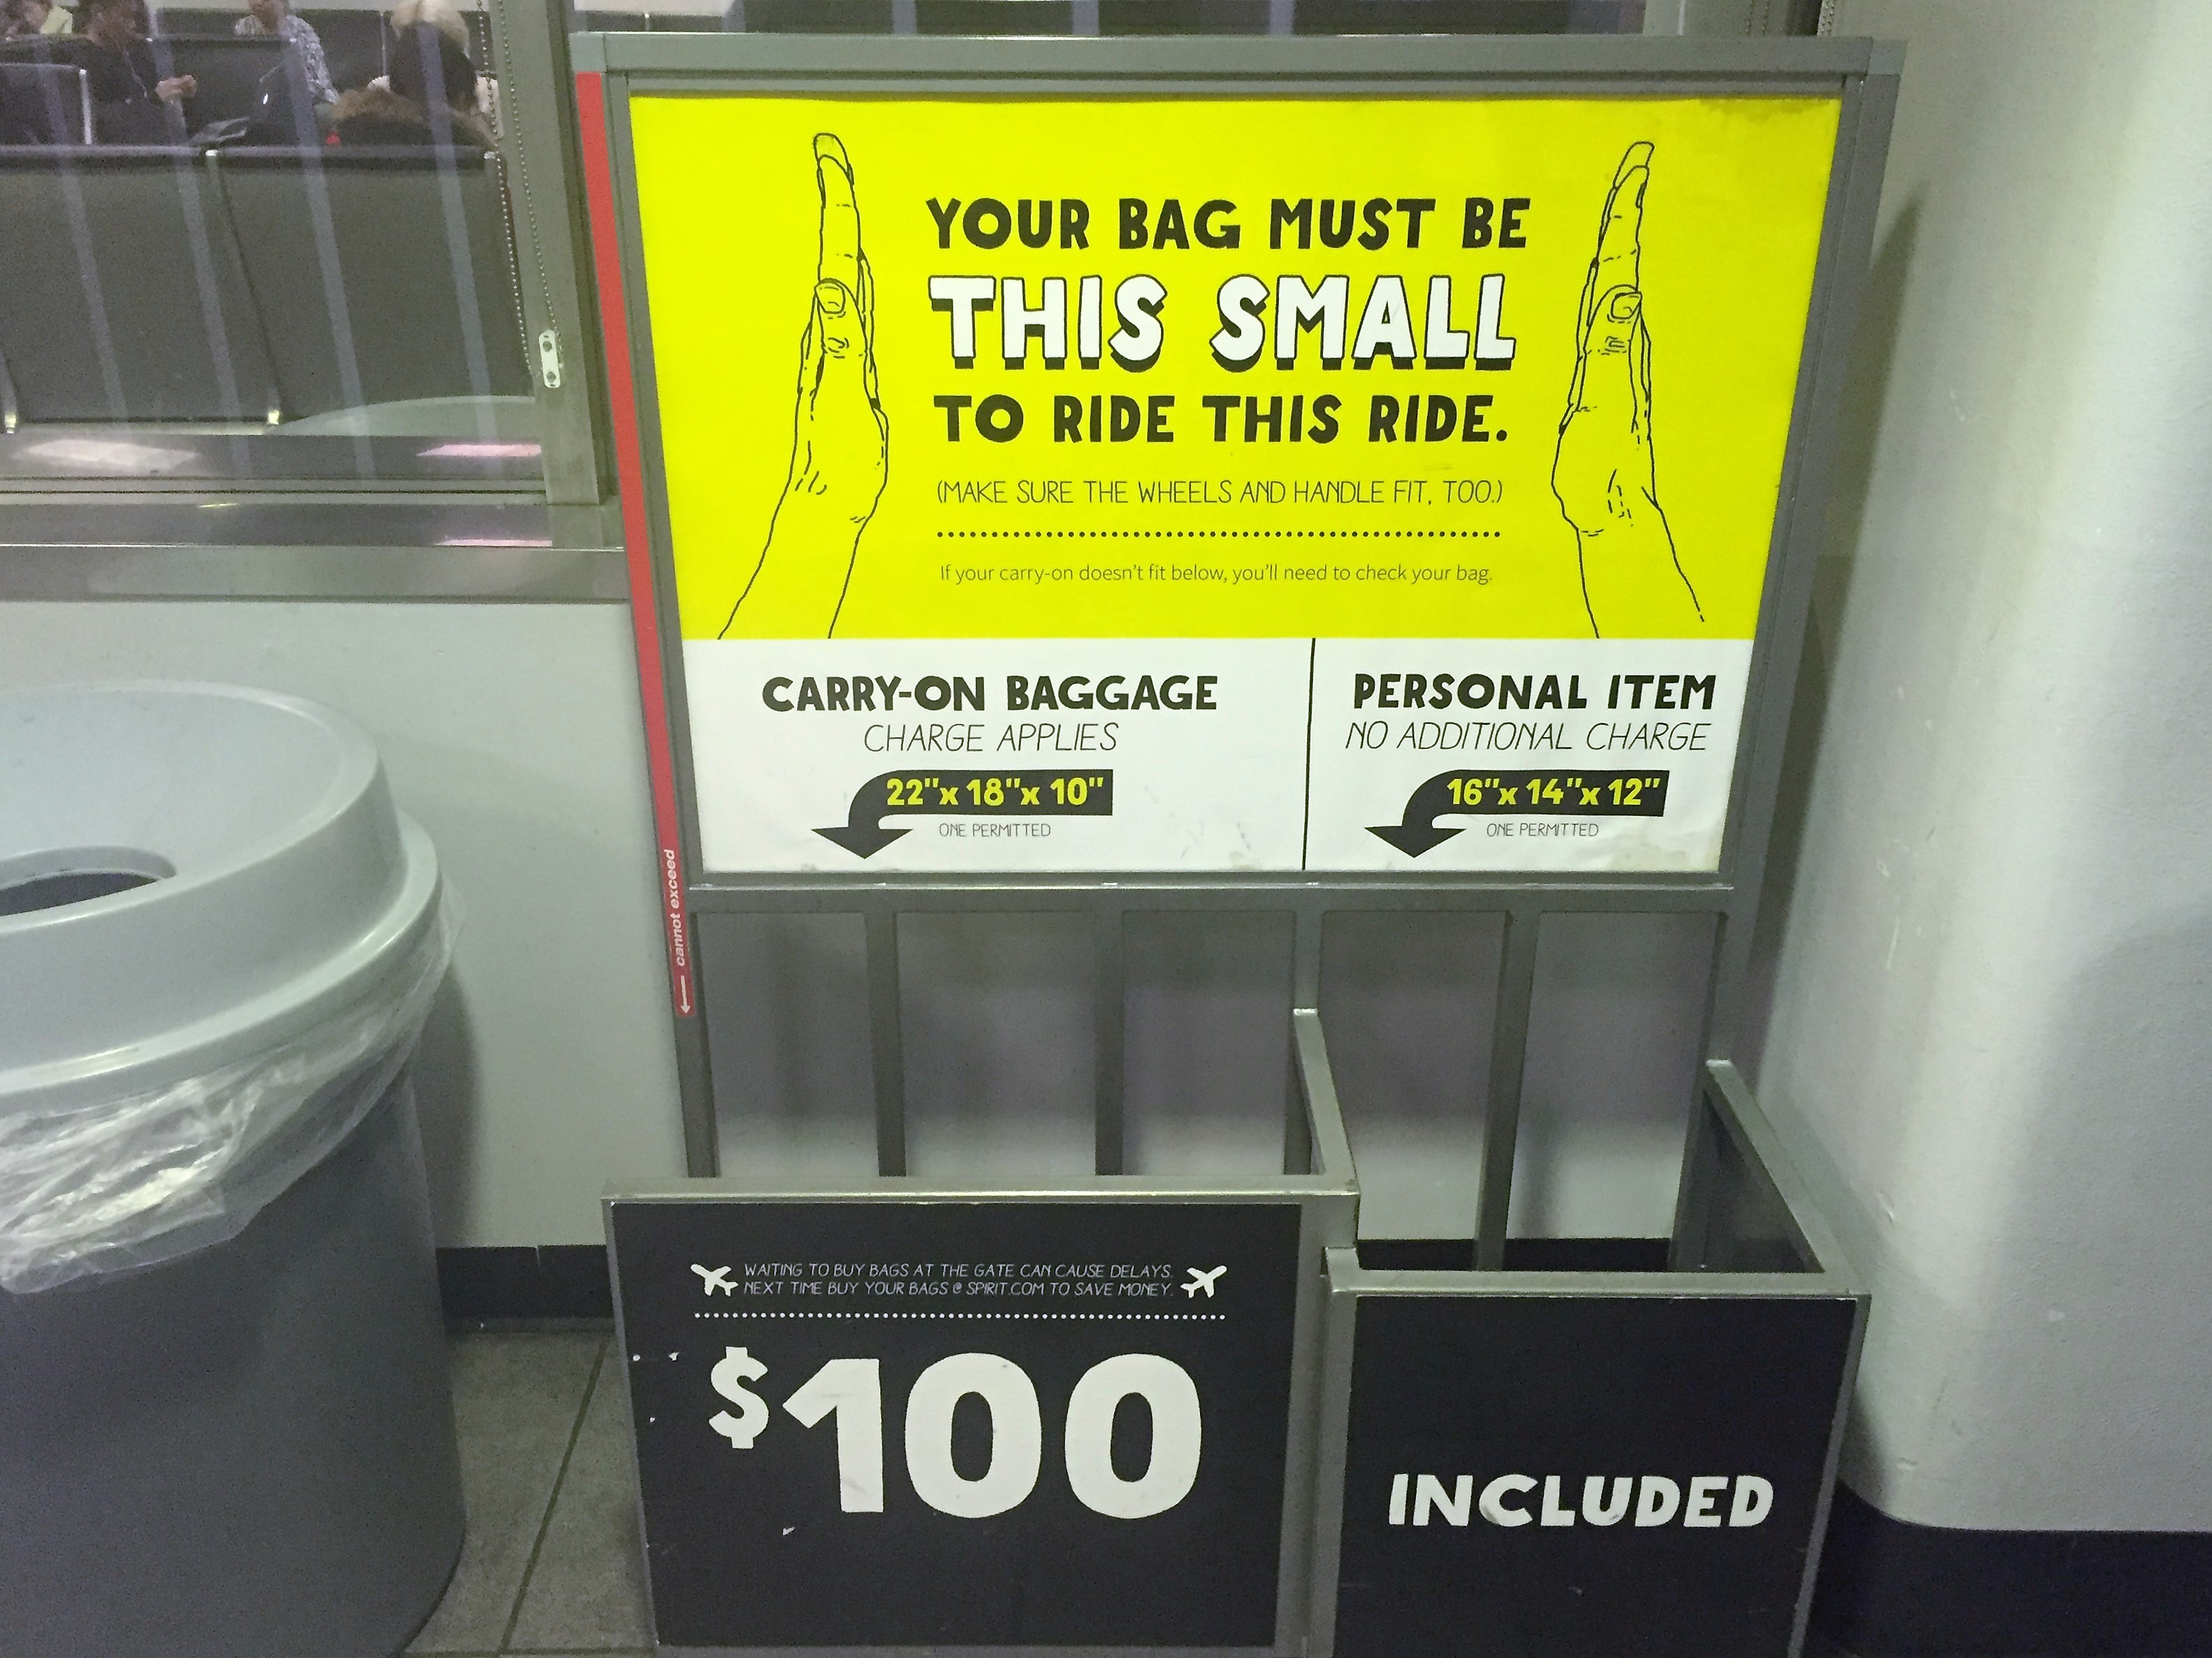 YOUR BAG MUST BE
THIS SMALL
TO RIDE THIS RIDE.
(MAKE SURE THE WHEELS AND HANDLE FIT, TOO.)
If your carry-on doesn't fit below, you'll need to check your bag.
CARRY-ON BAGGAGE
CHARGE APPLIES
22"x 18"x 10"
ONE PERMITTED
PERSONAL ITEM
NO ADDITIONAL CHARGE
16"x 14"x 12"
ONE PERMITTED
cannot exceed
WAITING TO BUY BAGS AT THE GATE CAN CAUSE DELAYS.
NEXT TIME BUY YOUR BAGS @ SPIRIT.COM TO SAVE MONEY.
$100
INCLUDED